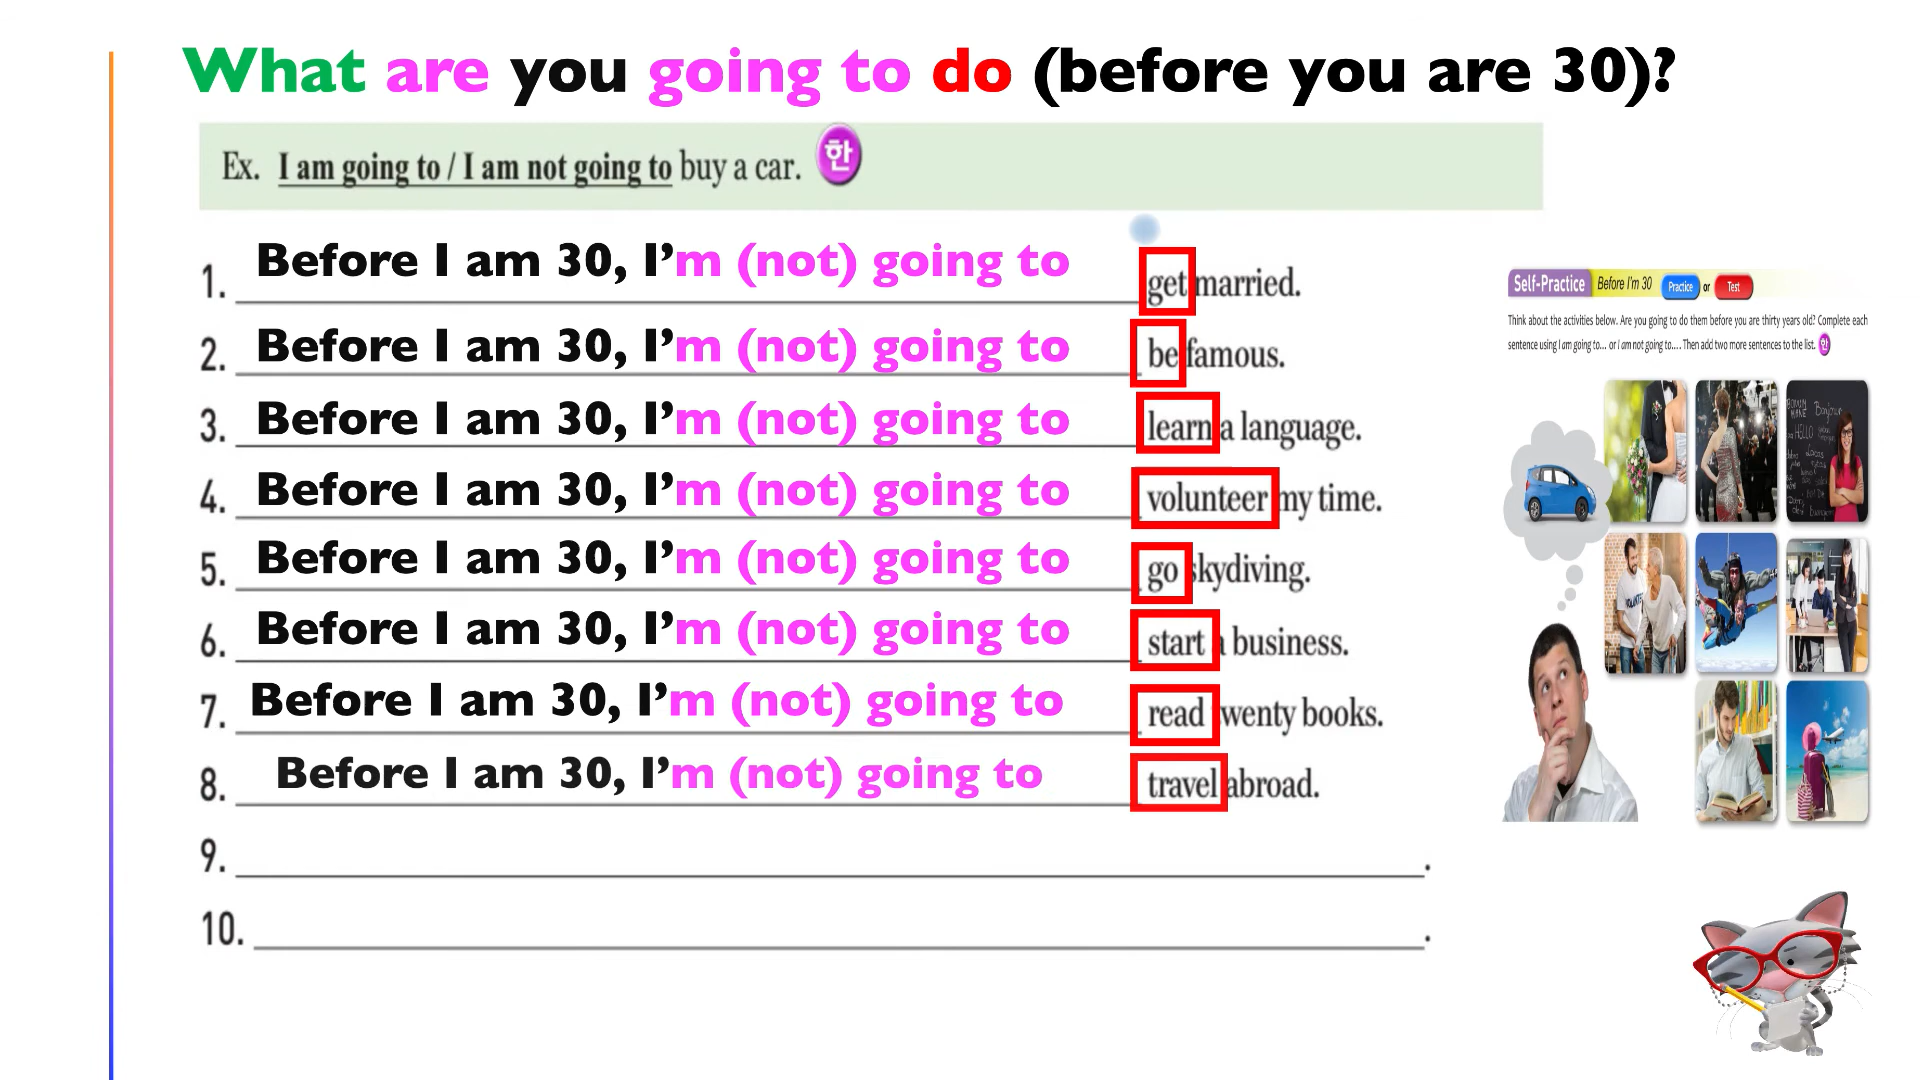 What are you going to do (before you are 30)?
Ex. I am going to / I am not going to buy a car. 한
1. Before I am 30, I'm (not) going to get married.
2. Before I am 30, I'm (not) going to be famous.
3. Before I am 30, I'm (not) going to learn a language.
4. Before I am 30, I'm (not) going to volunteer my time.
5. Before I am 30, I'm (not) going to go skydiving.
6. Before I am 30, I'm (not) going to start a business.
7. Before I am 30, I'm (not) going to read twenty books.
8. Before I am 30, I'm (not) going to travel abroad.
9. .
10. .
Self-Practice Before I'm 30 Practice or Test
Think about the activities below. Are you going to do them before you are thirty years old? Complete each
sentence using I am going to... or I am not going to.... Then add two more sentences to the list. 한
Bonjour
HELLO